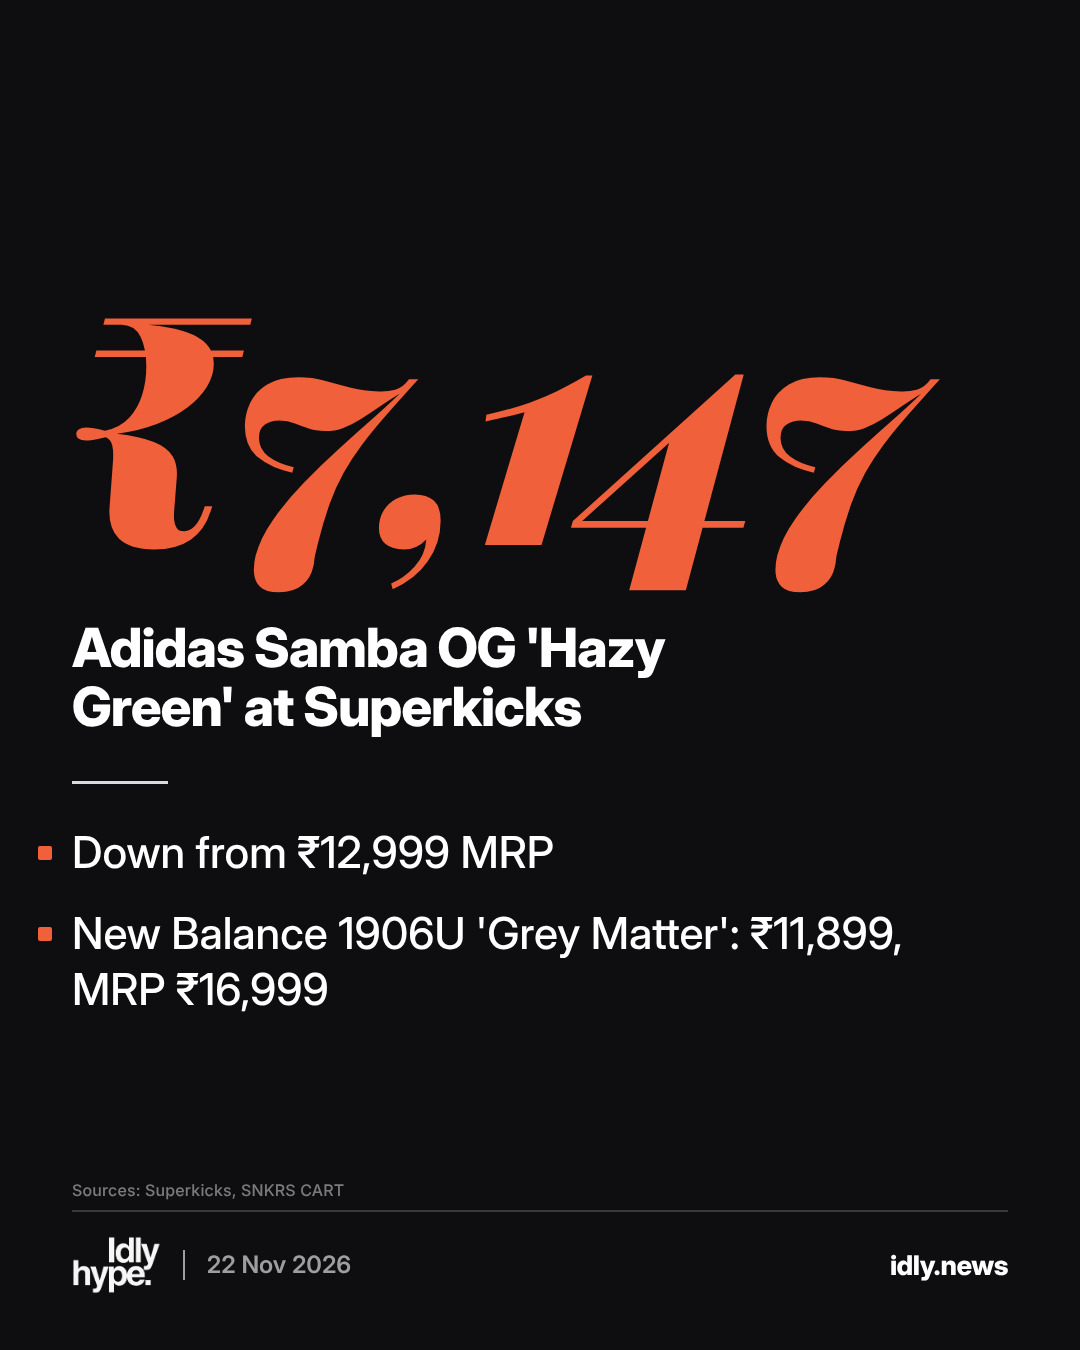 ₹7,147
Adidas Samba OG 'Hazy
Green' at Superkicks
Down from ₹12,999 MRP
New Balance 1906U 'Grey Matter': ₹11,899,
MRP ₹16,999
Sources: Superkicks, SNKRS CART
Idly
hype.
22 Nov 2026
idly.news